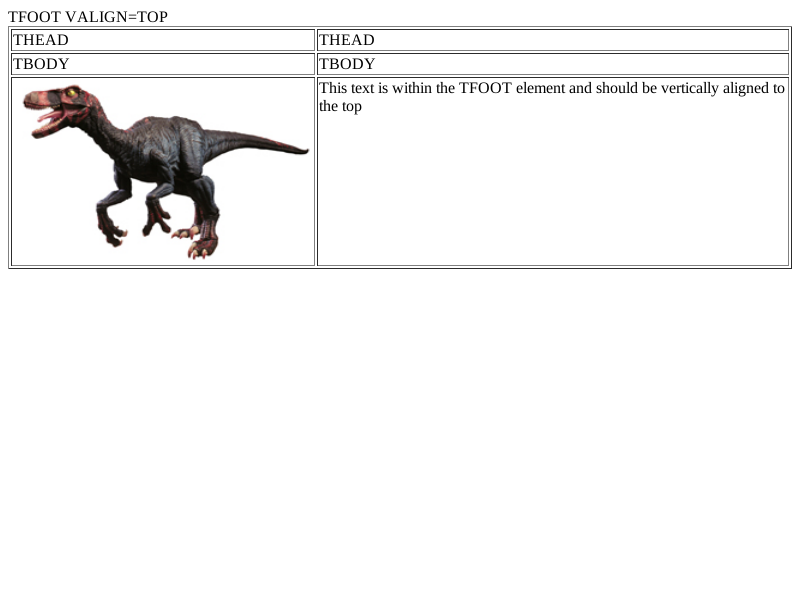 TFOOT VALIGN=TOP
THEAD THEAD
TBODY TBODY
This text is within the TFOOT element and should be vertically aligned to
the top